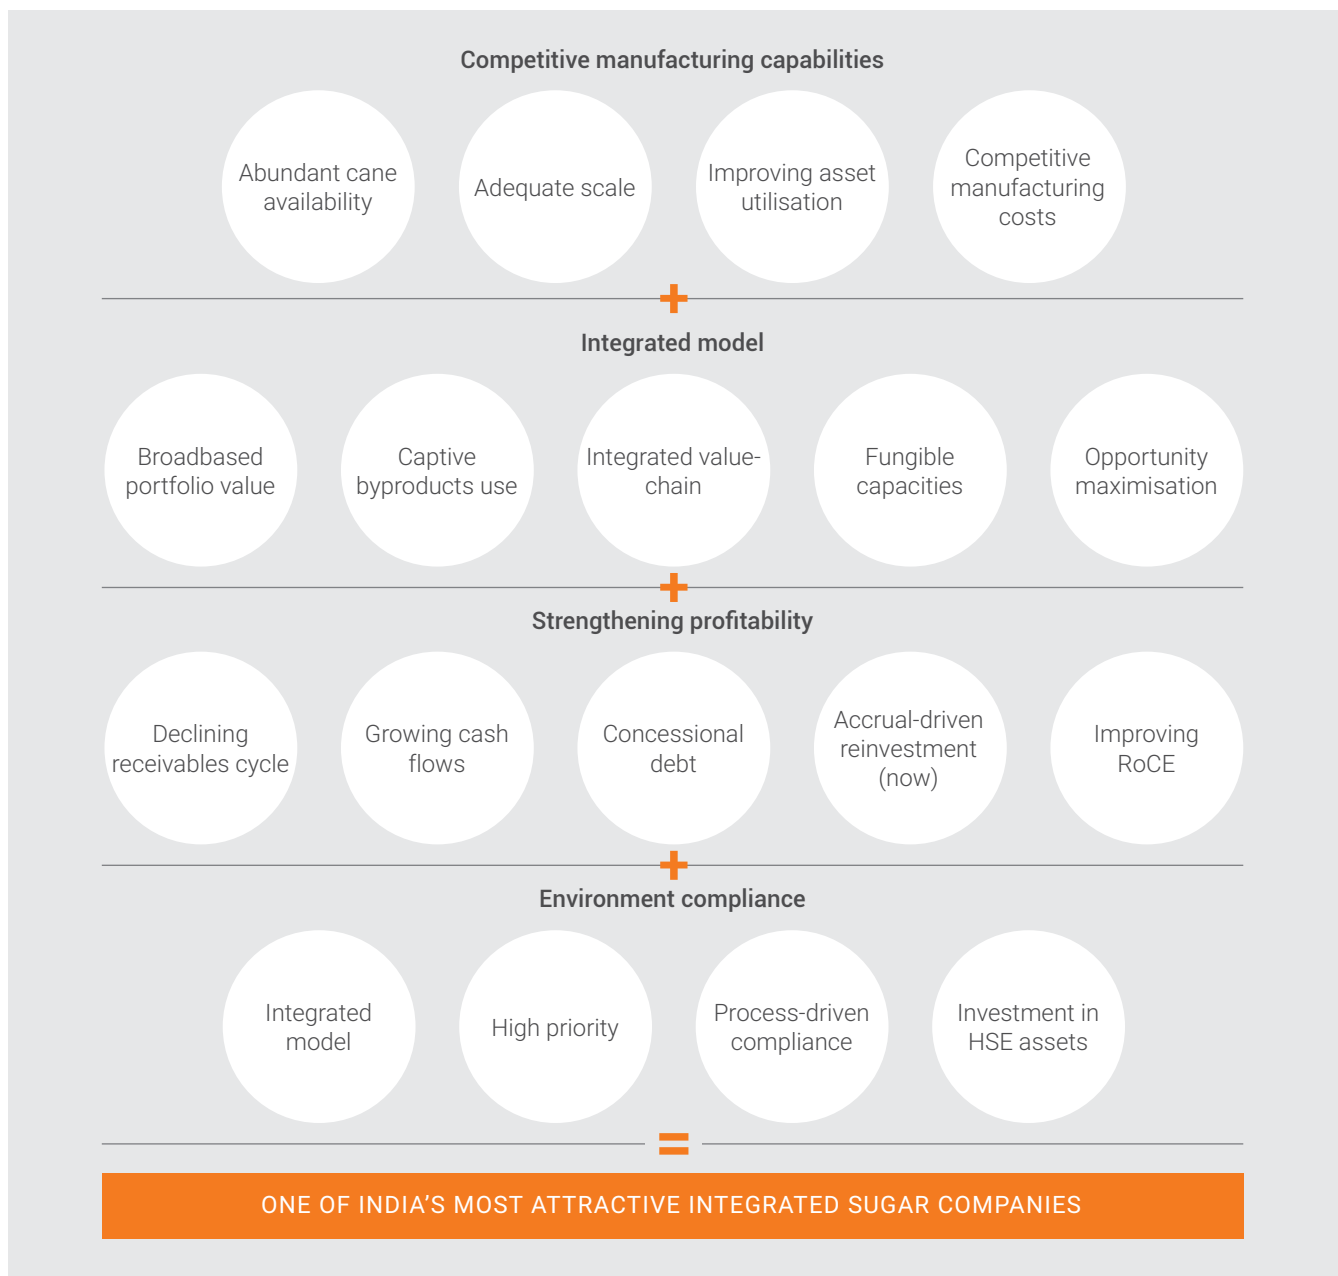 Competitive manufacturing capabilities
Abundant cane
availability
Adequate scale
Improving asset
utilisation
Competitive
manufacturing
costs
+
Integrated model
Broadbased
portfolio value
Captive
byproducts use
Integrated value-
chain
Fungible
capacities
Opportunity
maximisation
+
Strengthening profitability
Declining
receivables cycle
Growing cash
flows
Concessional
debt
Accrual-driven
reinvestment
(now)
Improving
RoCE
+
Environment compliance
Integrated
model
High priority
Process-driven
compliance
Investment in
HSE assets
=
ONE OF INDIA'S MOST ATTRACTIVE INTEGRATED SUGAR COMPANIES